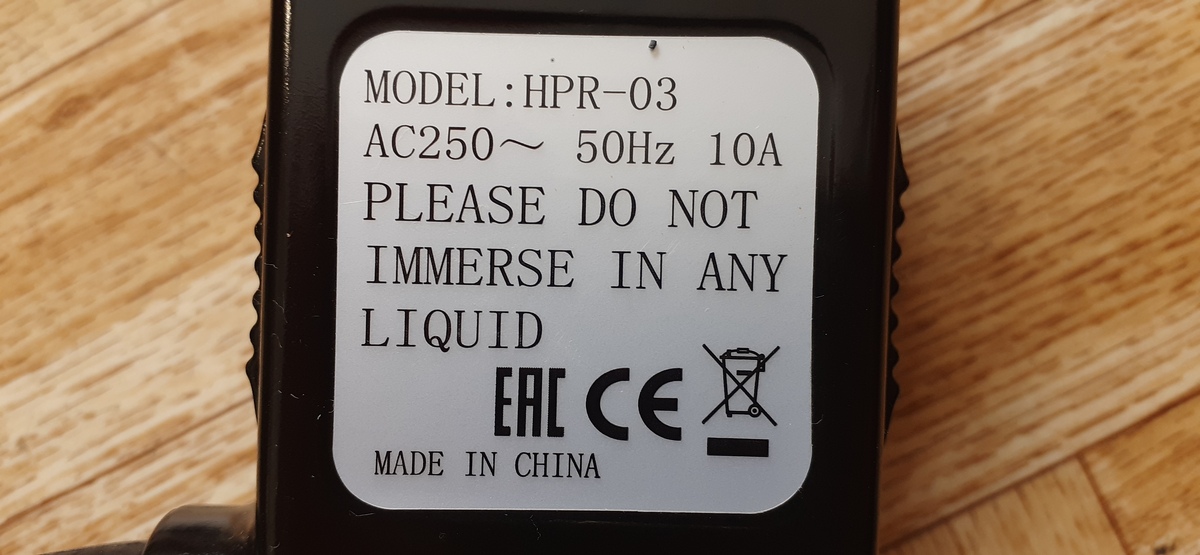 MODEL:HPR-03
AC250～ 50Hz 10A
PLEASE DO NOT
IMMERSE IN ANY
LIQUID
EAC CE
MADE IN CHINA